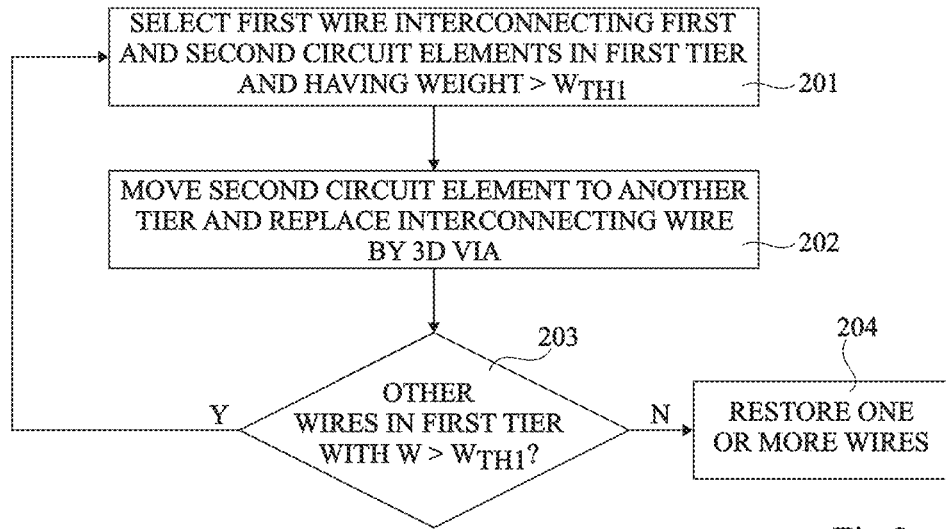 SELECT FIRST WIRE INTERCONNECTING FIRST
AND SECOND CIRCUIT ELEMENTS IN FIRST TIER
AND HAVING WEIGHT > WTH1
201
MOVE SECOND CIRCUIT ELEMENT TO ANOTHER
TIER AND REPLACE INTERCONNECTING WIRE
BY 3D VIA
202
203
OTHER
WIRES IN FIRST TIER
WITH W > WTH1?
Y
N
204
RESTORE ONE
OR MORE WIRES